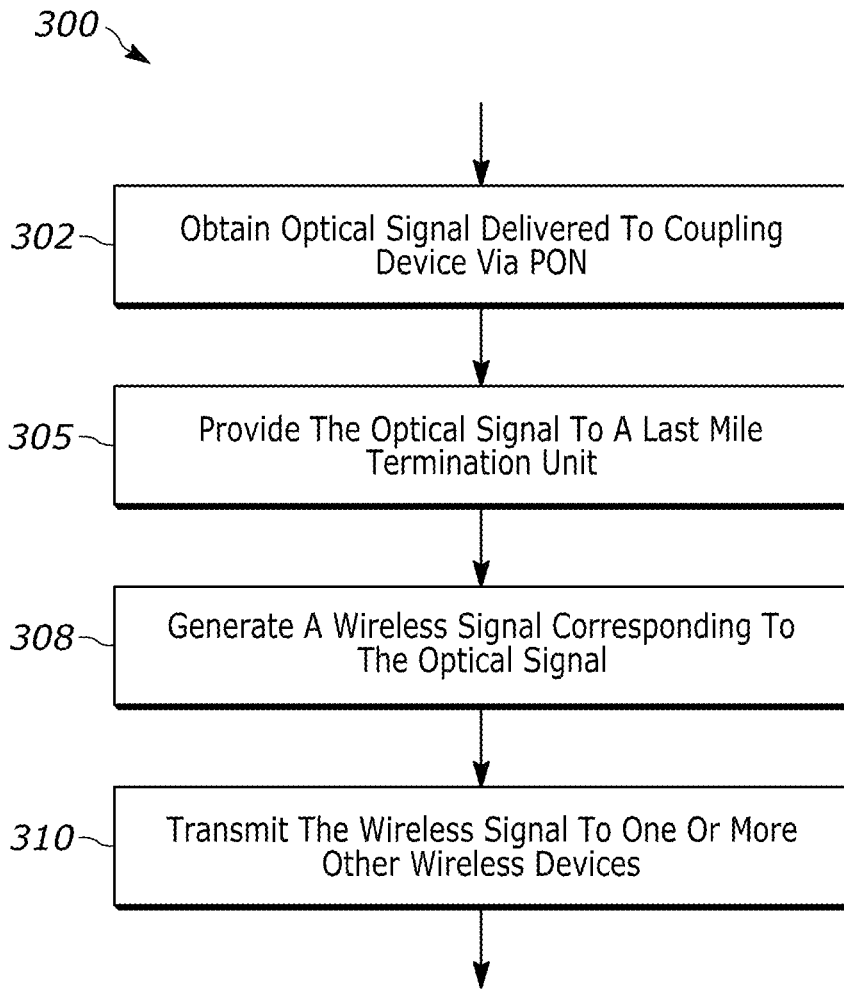 300
302
Obtain Optical Signal Delivered To Coupling
Device Via PON
305
Provide The Optical Signal To A Last Mile
Termination Unit
308
Generate A Wireless Signal Corresponding To
The Optical Signal
310
Transmit The Wireless Signal To One Or More
Other Wireless Devices